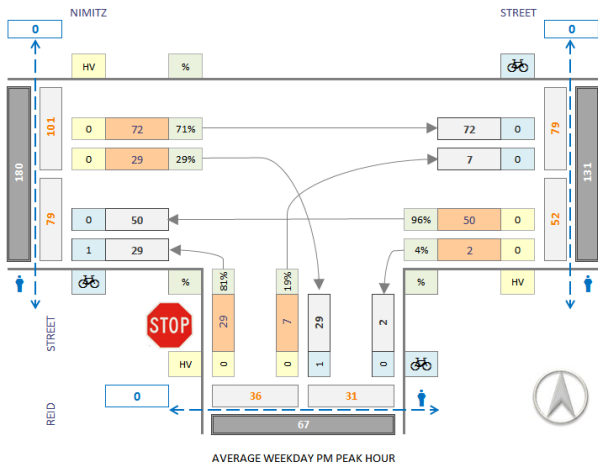 NIMITZ STREET
0 0
HV %
101 0 72 71% 72 0 79
0 29 29% 7 0
180 131
79 0 50 96% 50 0 52
1 29 4% 2 0
% 81% 19% % HV
STREET
STOP 29 7 29 2
HV 0 0 1 0
REID 0 36 31
67
AVERAGE WEEKDAY PM PEAK HOUR